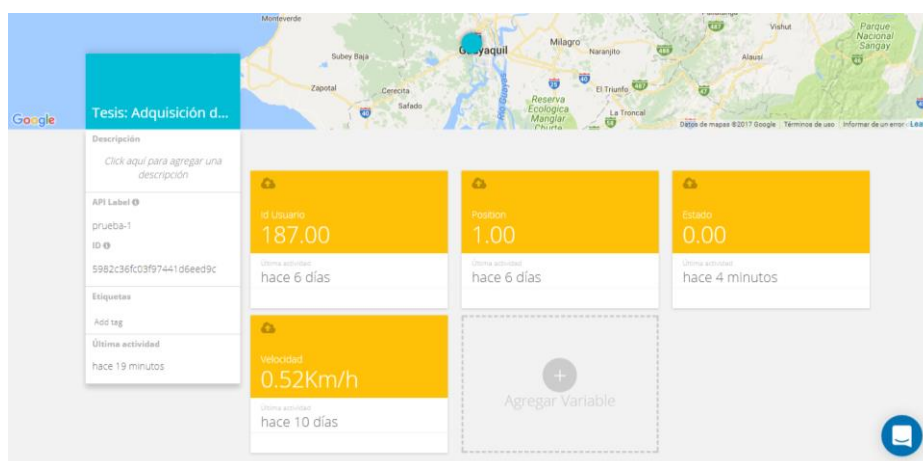 Monteverde
Vishut
Parque
Nacional
Sangay
Subey Baja
Milagro
Naranjito
Alausí
Zapotal
Cerecita
Safado
El Triunfo
Reserva
Ecologica
Manglar
Churte
La Troncal
Google
Datos de mapas ©2017 Google
Términos de uso
Informar de un error
Lea
Tesis: Adquisición d...
Descripción
Click aquí para agregar una
descripción
API Label
prueba-1
ID
5982c36fc03f97441d6eed9c
Etiquetas
Add tag
Última actividad
hace 19 minutos
Id Usuario
187.00
Última actividad
hace 6 días
Position
1.00
Última actividad
hace 6 días
Estado
0.00
Última actividad
hace 4 minutos
Velocidad
0.52Km/h
Última actividad
hace 10 días
Agregar Variable